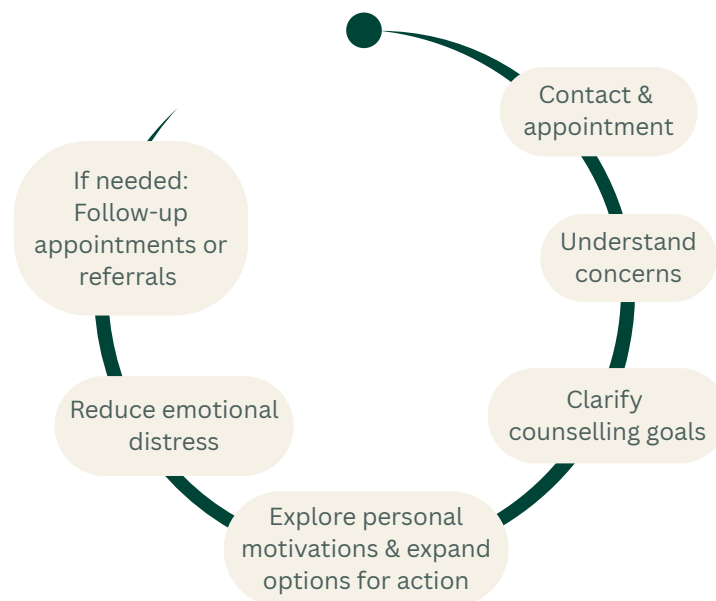 Contact &
appointment
Understand
concerns
Clarify
counselling goals
Explore personal
motivations & expand
options for action
Reduce emotional
distress
If needed:
Follow-up
appointments or
referrals